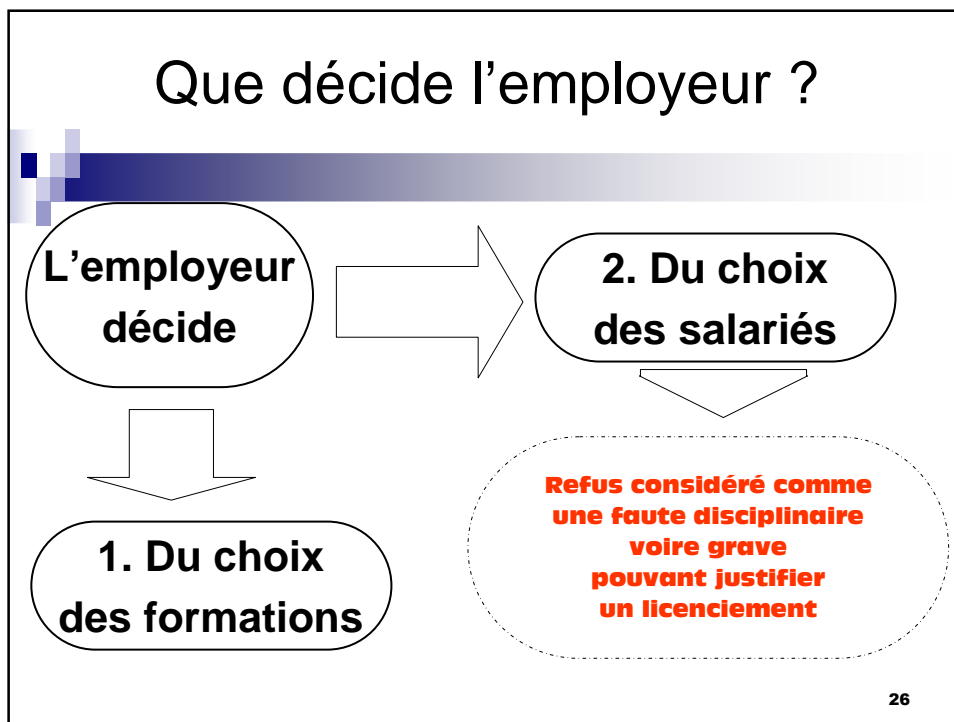 Que décide l’employeur ?
L’employeur
décide
2. Du choix
des salariés
Refus considéré comme
une faute disciplinaire
voire grave
pouvant justifier
un licenciement
1. Du choix
des formations
26